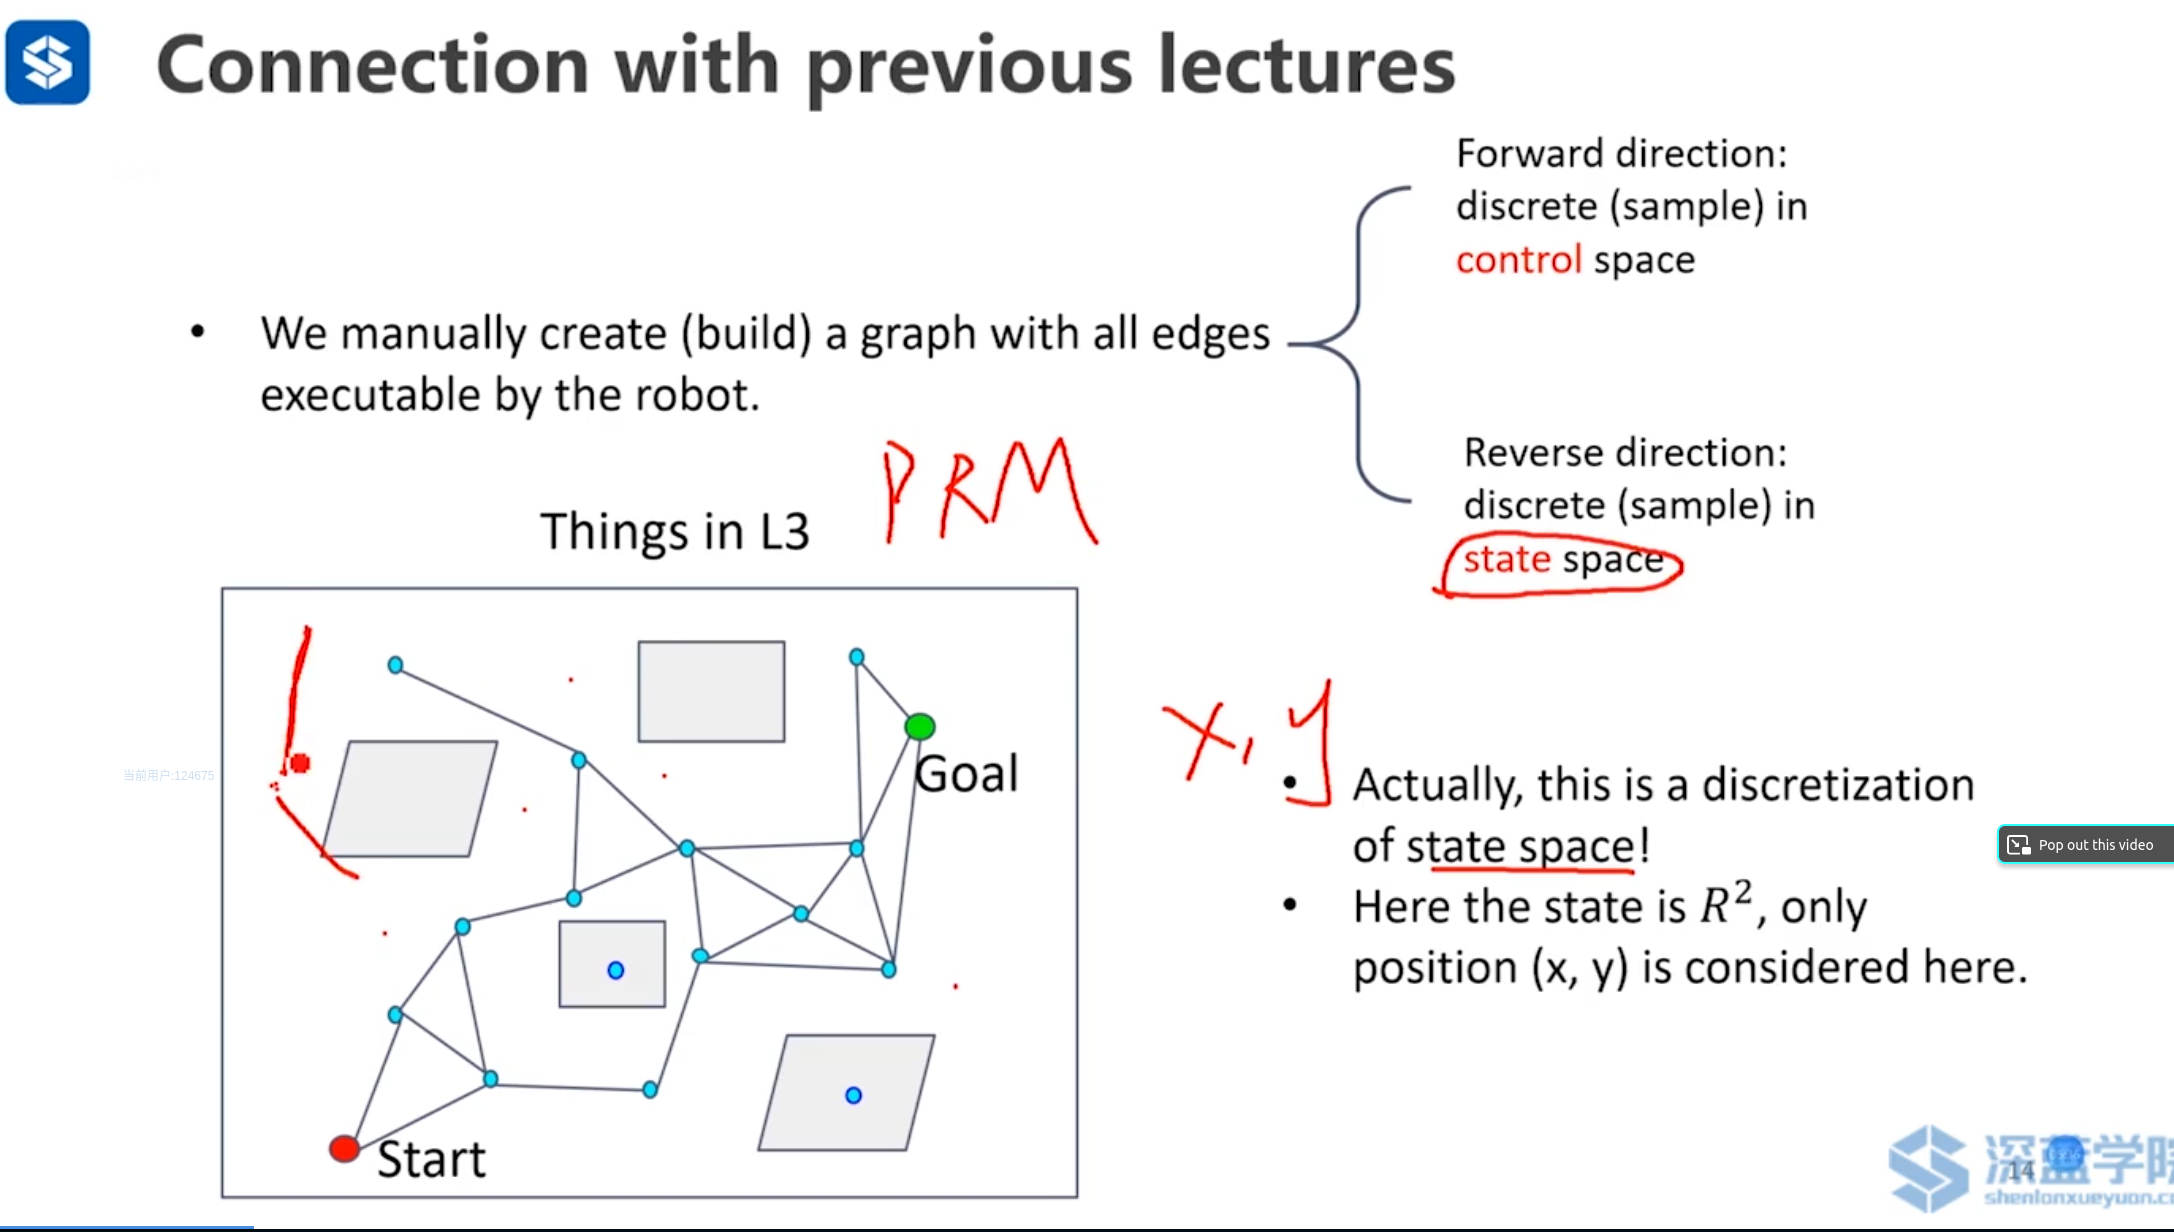 Connection with previous lectures
Forward direction:
discrete (sample) in
control space
• We manually create (build) a graph with all edges
executable by the robot.
Reverse direction:
discrete (sample) in
state space
PRM
Things in L3
Goal
Start
x, y
• Actually, this is a discretization
of state space!
• Here the state is R², only
position (x, y) is considered here.
当前用户:124675
Pop out this video
14
深蓝学院